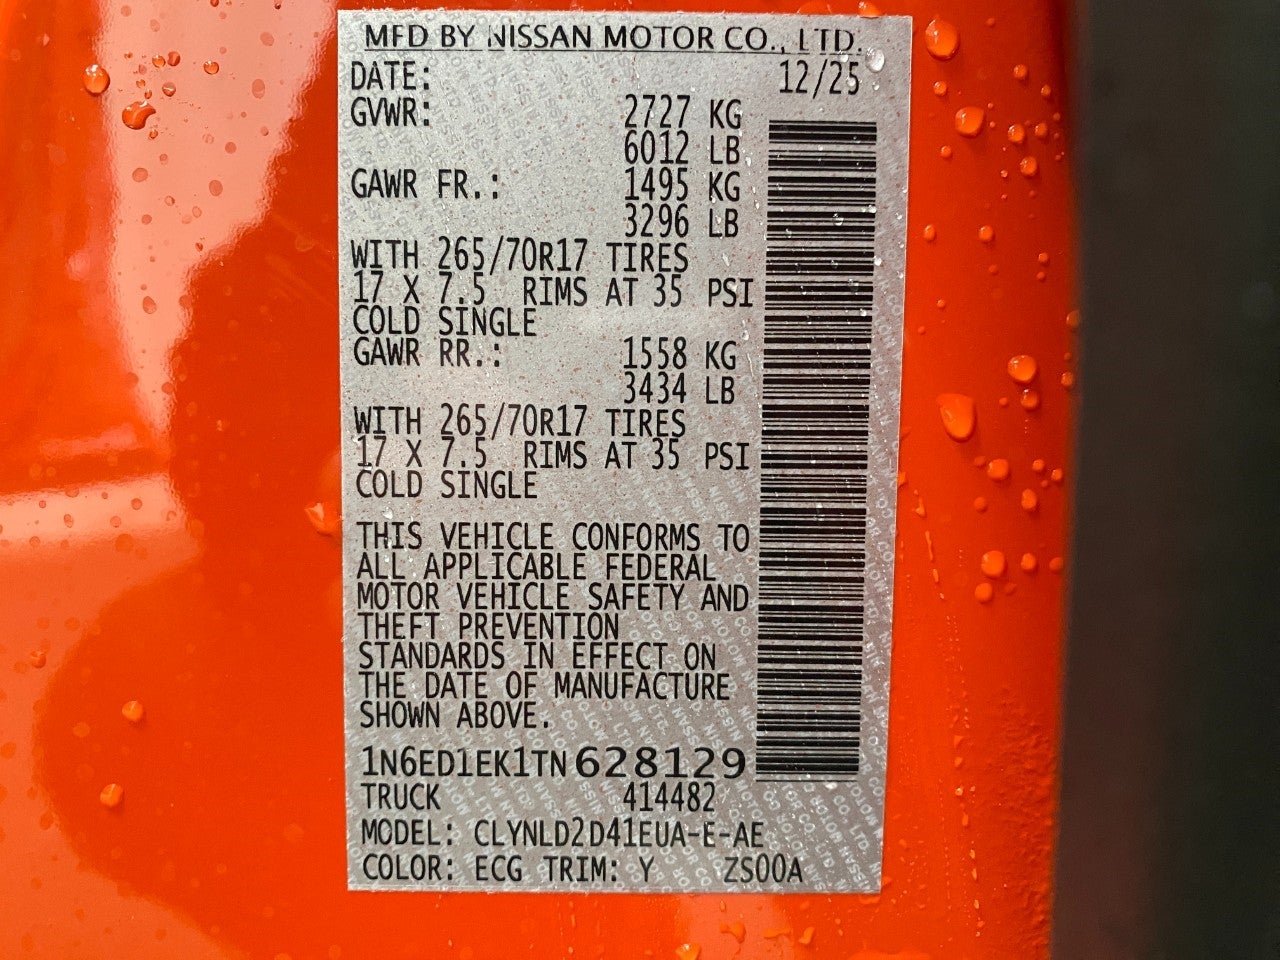 MFD BY NISSAN MOTOR CO., LTD.
DATE: 12/25
GVWR: 2727 KG
6012 LB
GAWR FR.: 1495 KG
3296 LB
WITH 265/70R17 TIRES
17 X 7.5 RIMS AT 35 PSI
COLD SINGLE
GAWR RR.: 1558 KG
3434 LB
WITH 265/70R17 TIRES
17 X 7.5 RIMS AT 35 PSI
COLD SINGLE
THIS VEHICLE CONFORMS TO
ALL APPLICABLE FEDERAL
MOTOR VEHICLE SAFETY AND
THEFT PREVENTION
STANDARDS IN EFFECT ON
THE DATE OF MANUFACTURE
SHOWN ABOVE.
1N6ED1EK1TN628129
TRUCK 414482
MODEL: CLYNLD2D41EUA-E-AE
COLOR: ECG TRIM: Y ZS00A